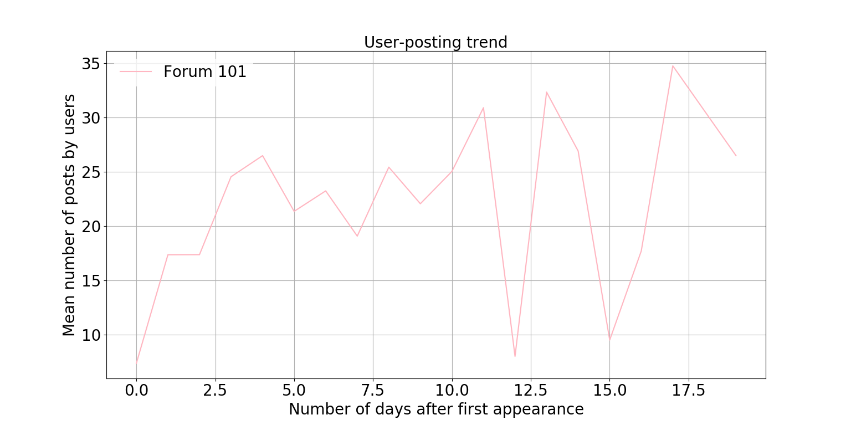 User-posting trend
Forum 101
Mean number of posts by users
35
30
25
20
15
10
0.0 2.5 5.0 7.5 10.0 12.5 15.0 17.5
Number of days after first appearance